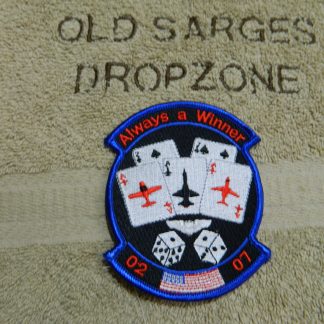 OLD SARGES
DROPZONE
Always a Winner
02 07